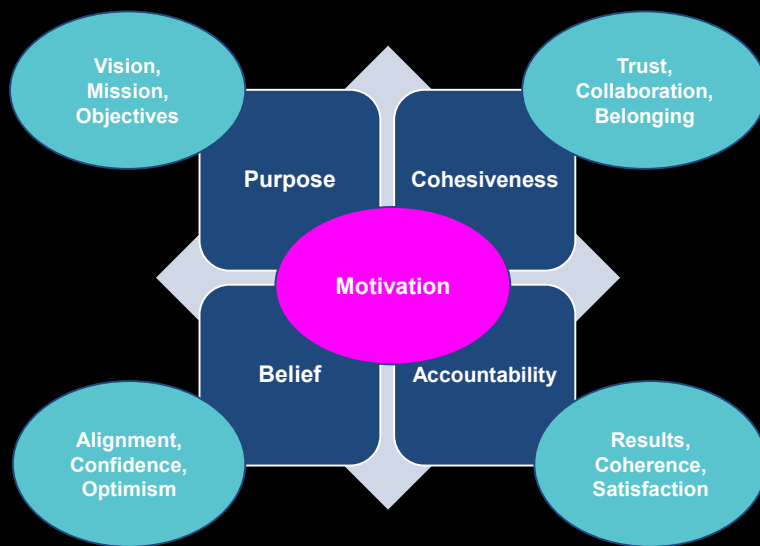 Vision,
Mission,
Objectives
Trust,
Collaboration,
Belonging
Purpose
Cohesiveness
Motivation
Belief
Accountability
Alignment,
Confidence,
Optimism
Results,
Coherence,
Satisfaction